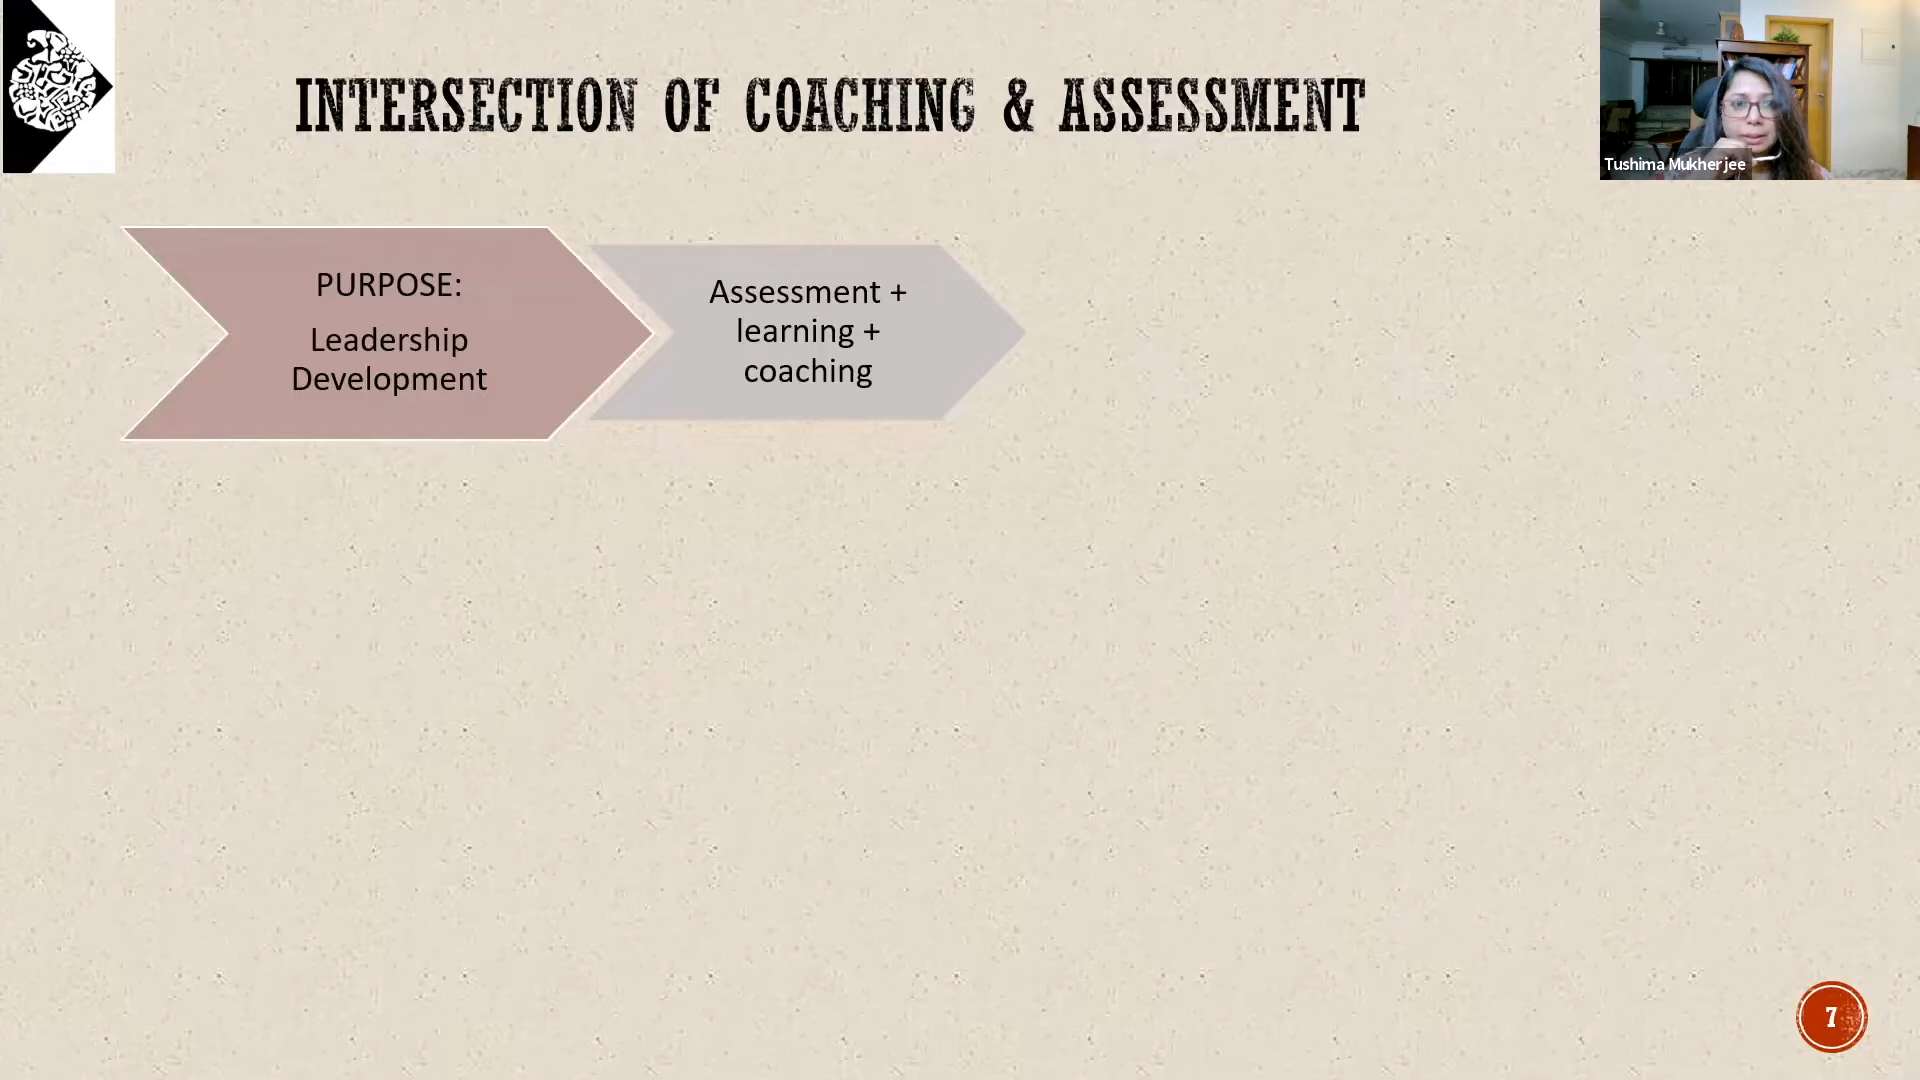 INTERSECTION OF COACHING & ASSESSMENT
Tushima Mukherjee
PURPOSE:
Leadership
Development
Assessment +
learning +
coaching
7